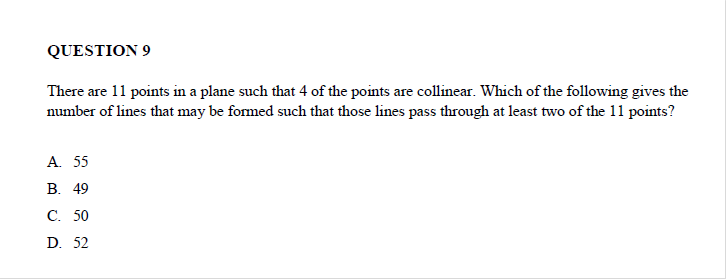 QUESTION 9
There are 11 points in a plane such that 4 of the points are collinear. Which of the following gives the
number of lines that may be formed such that those lines pass through at least two of the 11 points?
A. 55
B. 49
C. 50
D. 52